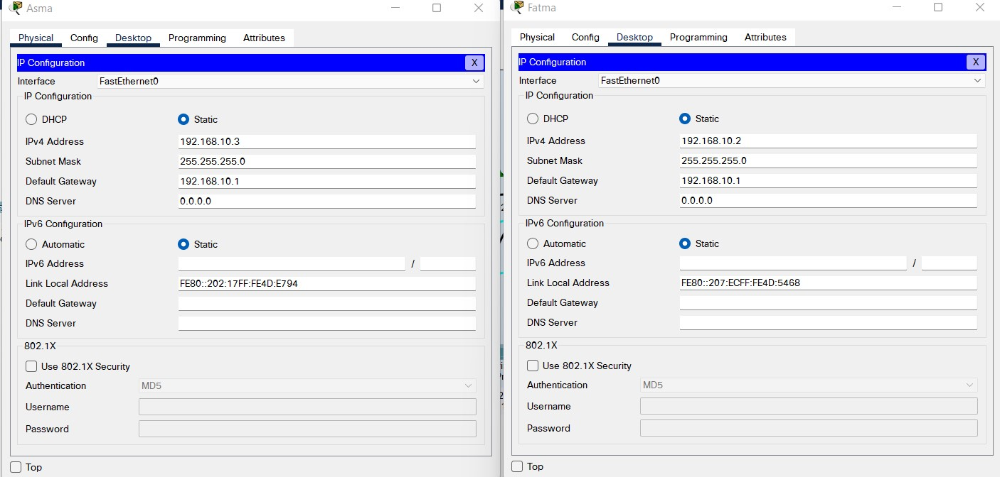 Asma
Physical Config Desktop Programming Attributes
IP Configuration X
Interface FastEthernet0
IP Configuration
DHCP Static
IPv4 Address 192.168.10.3
Subnet Mask 255.255.255.0
Default Gateway 192.168.10.1
DNS Server 0.0.0.0
IPv6 Configuration
Automatic Static
IPv6 Address /
Link Local Address FE80::202:17FF:FE4D:E794
Default Gateway
DNS Server
802.1X
Use 802.1X Security
Authentication MD5
Username
Password
Top
Fatma
Physical Config Desktop Programming Attributes
IP Configuration X
Interface FastEthernet0
IP Configuration
DHCP Static
IPv4 Address 192.168.10.2
Subnet Mask 255.255.255.0
Default Gateway 192.168.10.1
DNS Server 0.0.0.0
IPv6 Configuration
Automatic Static
IPv6 Address /
Link Local Address FE80::207:ECFF:FE4D:5468
Default Gateway
DNS Server
802.1X
Use 802.1X Security
Authentication MD5
Username
Password
Top